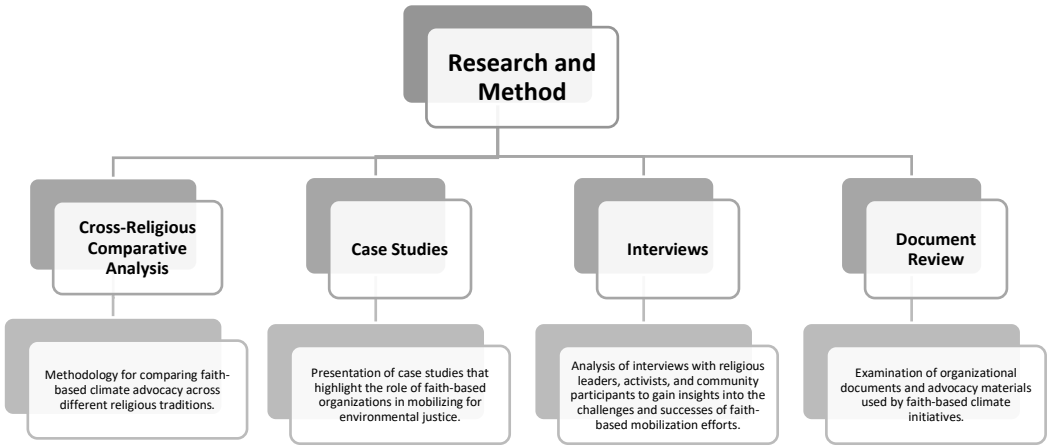 Research and
Method
Cross-Religious
Comparative
Analysis
Case Studies
Interviews
Document
Review
Methodology for comparing faith-
based climate advocacy across
different religious traditions.
Presentation of case studies that
highlight the role of faith-based
organizations in mobilizing for
environmental justice.
Analysis of interviews with religious
leaders, activists, and community
participants to gain insights into the
challenges and successes of faith-
based mobilization efforts.
Examination of organizational
documents and advocacy materials
used by faith-based climate
initiatives.